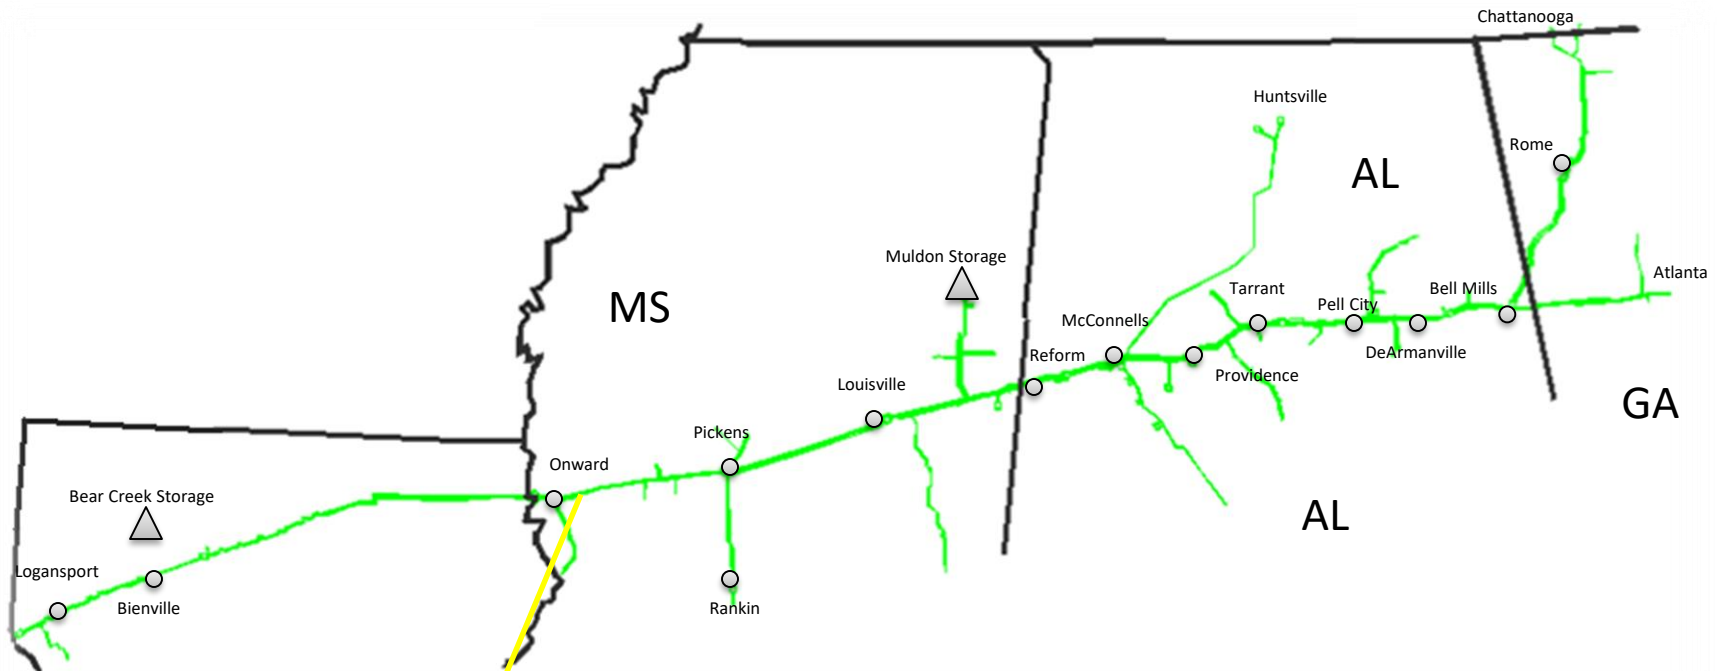 Chattanooga
Huntsville
Rome
AL
Muldon Storage
Atlanta
MS
Tarrant
Bell Mills
Pell City
McConnells
Reform
DeArmanville
Providence
Louisville
GA
Pickens
Onward
Bear Creek Storage
AL
Logansport
Bienville
Rankin